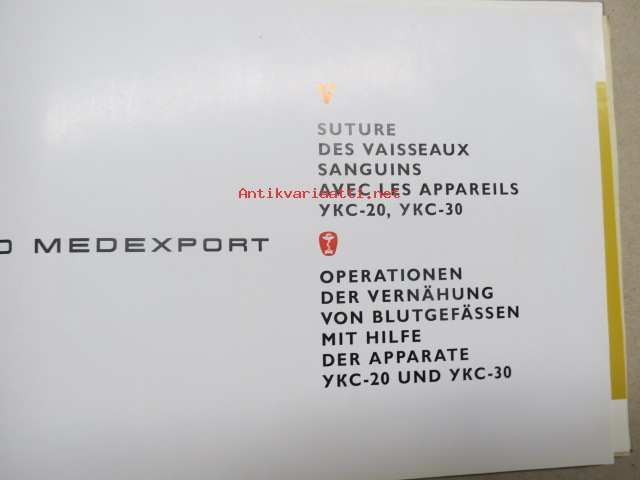 SUTURE
DES VAISSEAUX
SANGUINS
AVEC LES APPAREILS
УКС-20, УКС-30
Antikvariaatti.net
O MEDEXPORT
OPERATIONEN
DER VERNÄHUNG
VON BLUTGEFÄSSEN
MIT HILFE
DER APPARATE
УКС-20 UND УКС-30